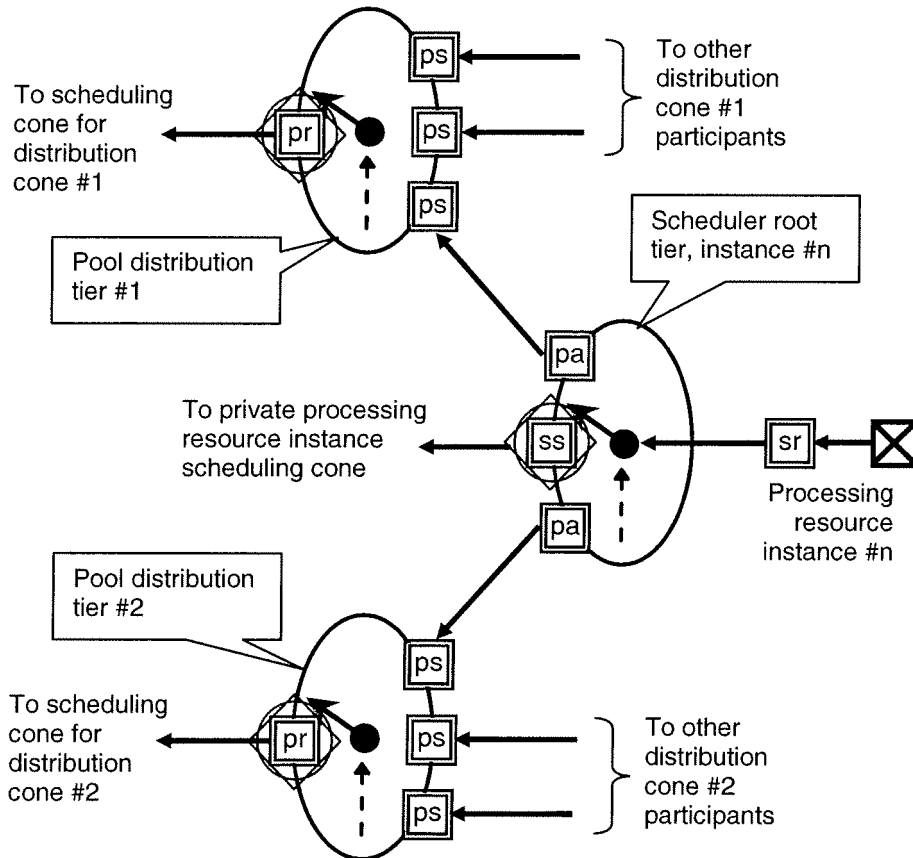 ps
To other
distribution
cone #1
participants
To scheduling
cone for
distribution
cone #1
pr
ps
ps
Pool distribution
tier #1
Scheduler root
tier, instance #n
pa
To private processing
resource instance
scheduling cone
ss
sr
Processing
resource
instance #n
pa
Pool distribution
tier #2
ps
To scheduling
cone for
distribution
cone #2
pr
ps
ps
To other
distribution
cone #2
participants